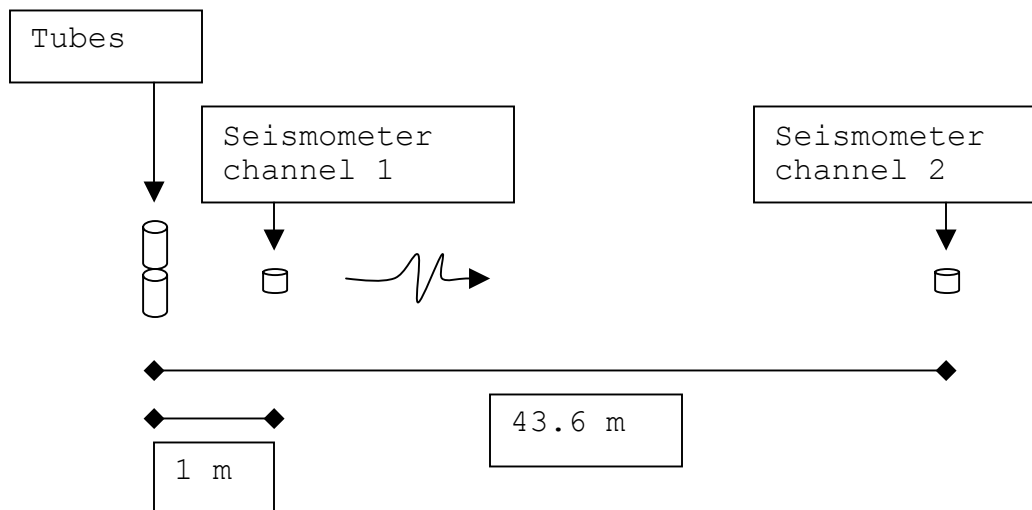 Tubes
Seismometer
channel 1
Seismometer
channel 2
43.6 m
1 m